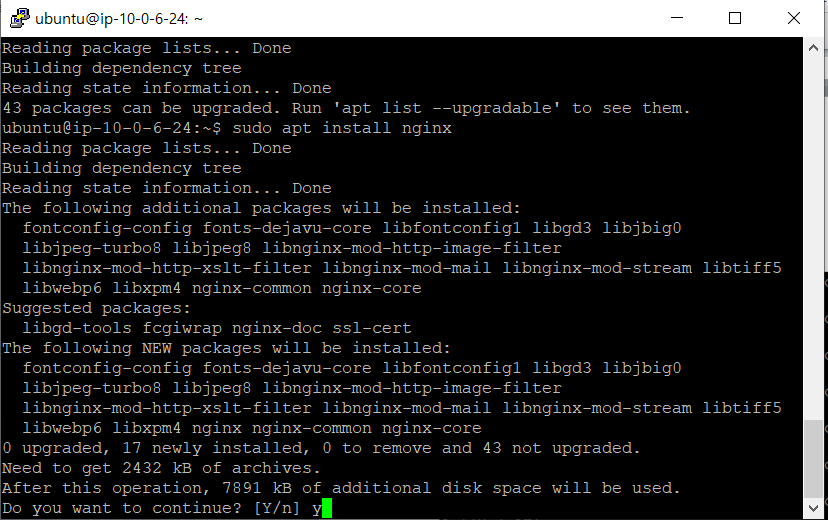 ubuntu@ip-10-0-6-24: ~
Reading package lists... Done
Building dependency tree
Reading state information... Done
43 packages can be upgraded. Run 'apt list --upgradable' to see them.
ubuntu@ip-10-0-6-24:~$ sudo apt install nginx
Reading package lists... Done
Building dependency tree
Reading state information... Done
The following additional packages will be installed:
  fontconfig-config fonts-dejavu-core libfontconfig1 libgd3 libjbig0
  libjpeg-turbo8 libjpeg8 libnginx-mod-http-image-filter
  libnginx-mod-http-xslt-filter libnginx-mod-mail libnginx-mod-stream libtiff5
  libwebp6 libxpm4 nginx-common nginx-core
Suggested packages:
  libgd-tools fcgiwrap nginx-doc ssl-cert
The following NEW packages will be installed:
  fontconfig-config fonts-dejavu-core libfontconfig1 libgd3 libjbig0
  libjpeg-turbo8 libjpeg8 libnginx-mod-http-image-filter
  libnginx-mod-http-xslt-filter libnginx-mod-mail libnginx-mod-stream libtiff5
  libwebp6 libxpm4 nginx nginx-common nginx-core
0 upgraded, 17 newly installed, 0 to remove and 43 not upgraded.
Need to get 2432 kB of archives.
After this operation, 7891 kB of additional disk space will be used.
Do you want to continue? [Y/n] y